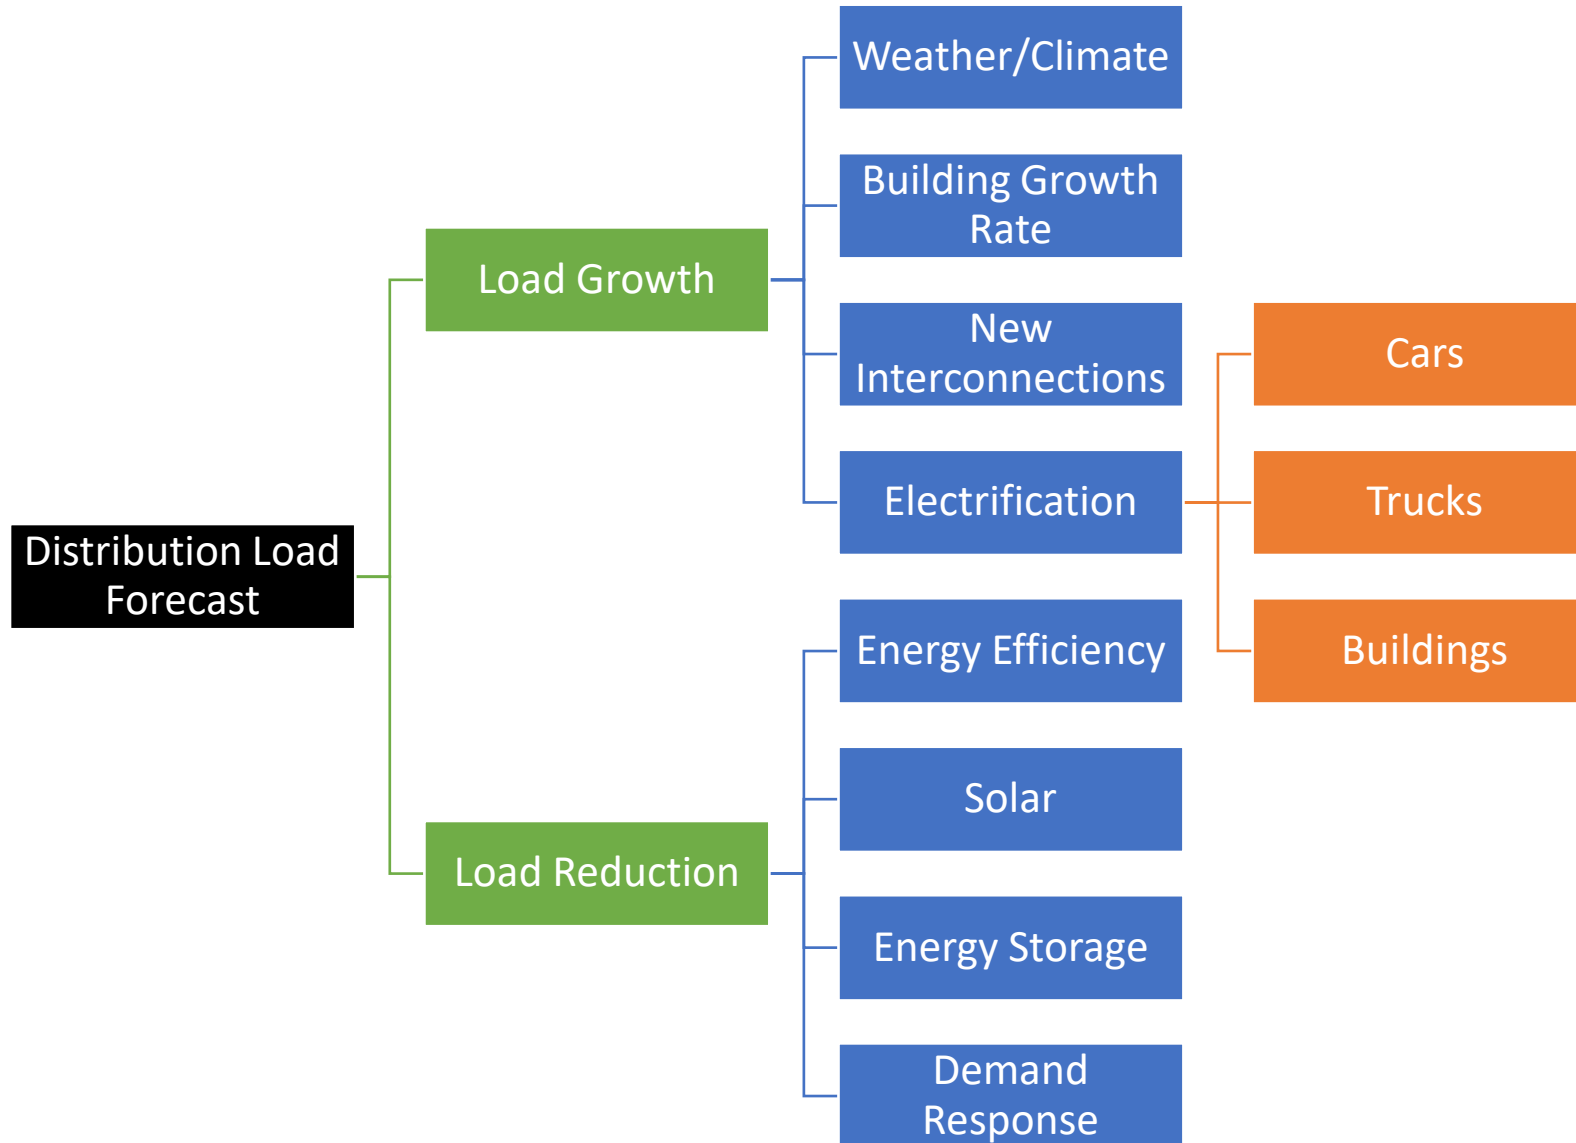 Distribution Load
Forecast
Load Growth
Weather/Climate
Building Growth
Rate
New
Interconnections
Electrification
Cars
Trucks
Buildings
Load Reduction
Energy Efficiency
Solar
Energy Storage
Demand
Response